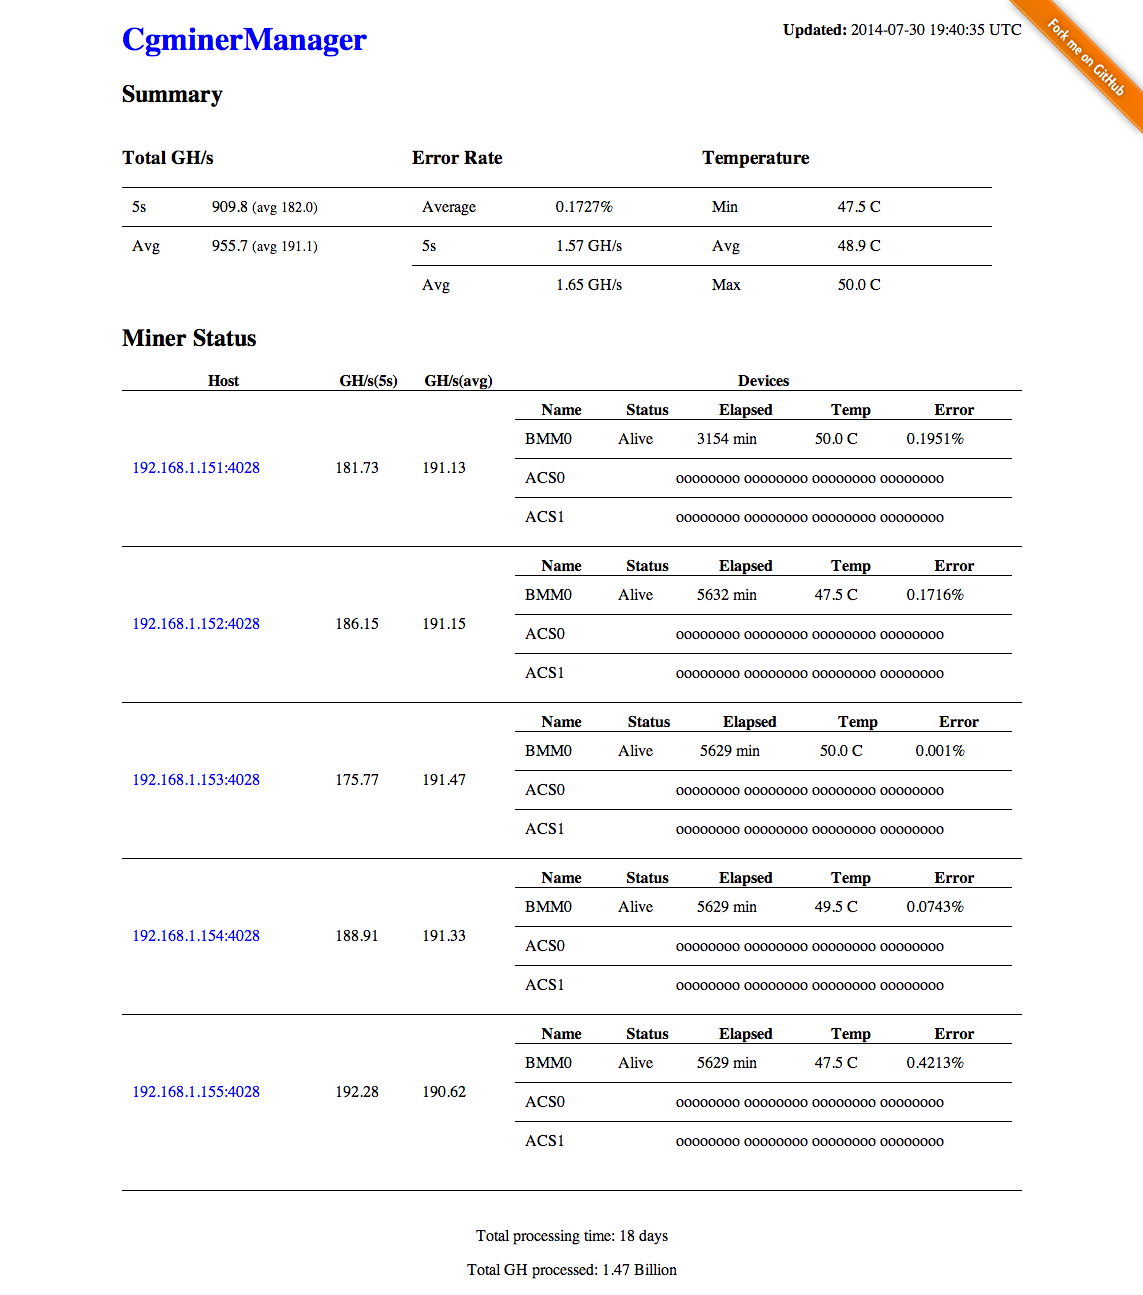 CgminerManager
Updated: 2014-07-30 19:40:35 UTC
Fork me on GitHub
Summary
Total GH/s Error Rate Temperature
5s 909.8 (avg 182.0) Average 0.1727% Min 47.5 C
Avg 955.7 (avg 191.1) 5s 1.57 GH/s Avg 48.9 C
Avg 1.65 GH/s Max 50.0 C
Miner Status
Host GH/s(5s) GH/s(avg) Devices
Name Status Elapsed Temp Error
BMM0 Alive 3154 min 50.0 C 0.1951%
192.168.1.151:4028 181.73 191.13
ACS0 oooooooo oooooooo oooooooo oooooooo
ACS1 oooooooo oooooooo oooooooo oooooooo
Name Status Elapsed Temp Error
BMM0 Alive 5632 min 47.5 C 0.1716%
192.168.1.152:4028 186.15 191.15
ACS0 oooooooo oooooooo oooooooo oooooooo
ACS1 oooooooo oooooooo oooooooo oooooooo
Name Status Elapsed Temp Error
BMM0 Alive 5629 min 50.0 C 0.001%
192.168.1.153:4028 175.77 191.47
ACS0 oooooooo oooooooo oooooooo oooooooo
ACS1 oooooooo oooooooo oooooooo oooooooo
Name Status Elapsed Temp Error
BMM0 Alive 5629 min 49.5 C 0.0743%
192.168.1.154:4028 188.91 191.33
ACS0 oooooooo oooooooo oooooooo oooooooo
ACS1 oooooooo oooooooo oooooooo oooooooo
Name Status Elapsed Temp Error
BMM0 Alive 5629 min 47.5 C 0.4213%
192.168.1.155:4028 192.28 190.62
ACS0 oooooooo oooooooo oooooooo oooooooo
ACS1 oooooooo oooooooo oooooooo oooooooo
Total processing time: 18 days
Total GH processed: 1.47 Billion